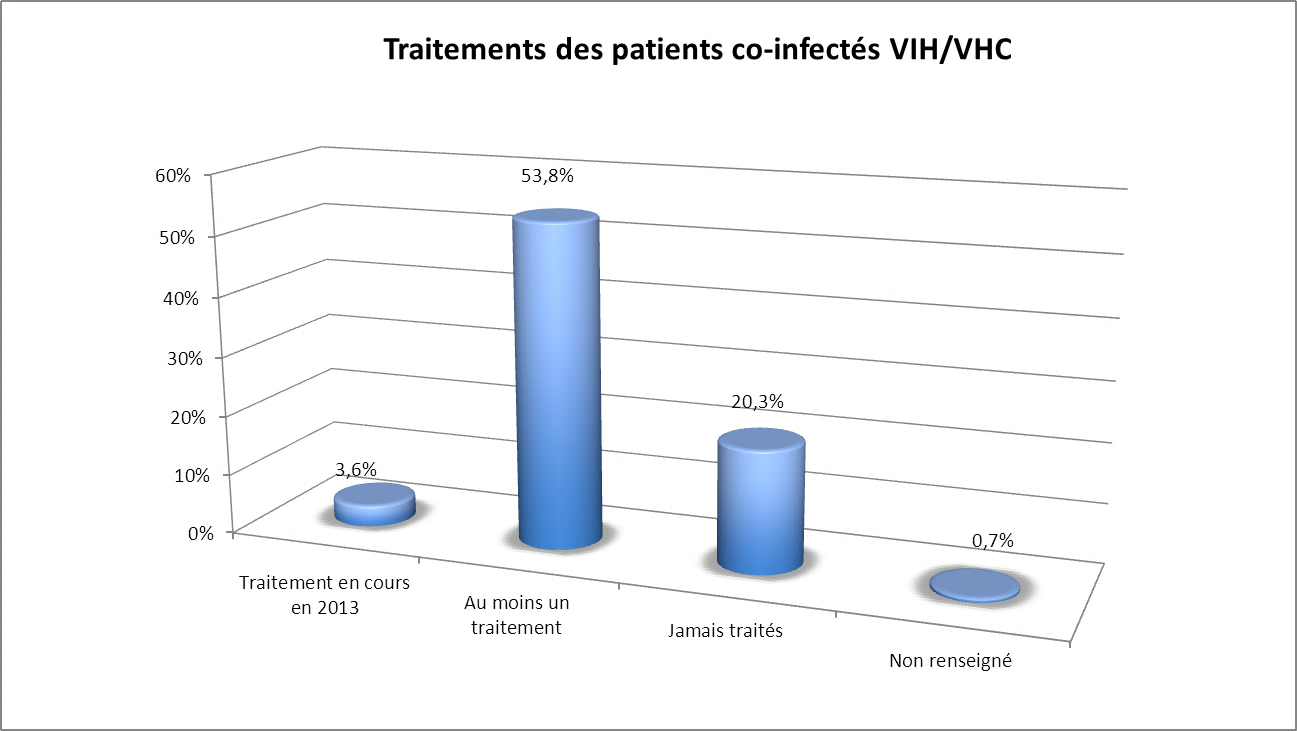 Traitements des patients co-infectés VIH/VHC
60%
50%
40%
30%
20%
10%
0%
3,6%
53,8%
20,3%
0,7%
Traitement en cours
en 2013
Au moins un
traitement
Jamais traités
Non renseigné